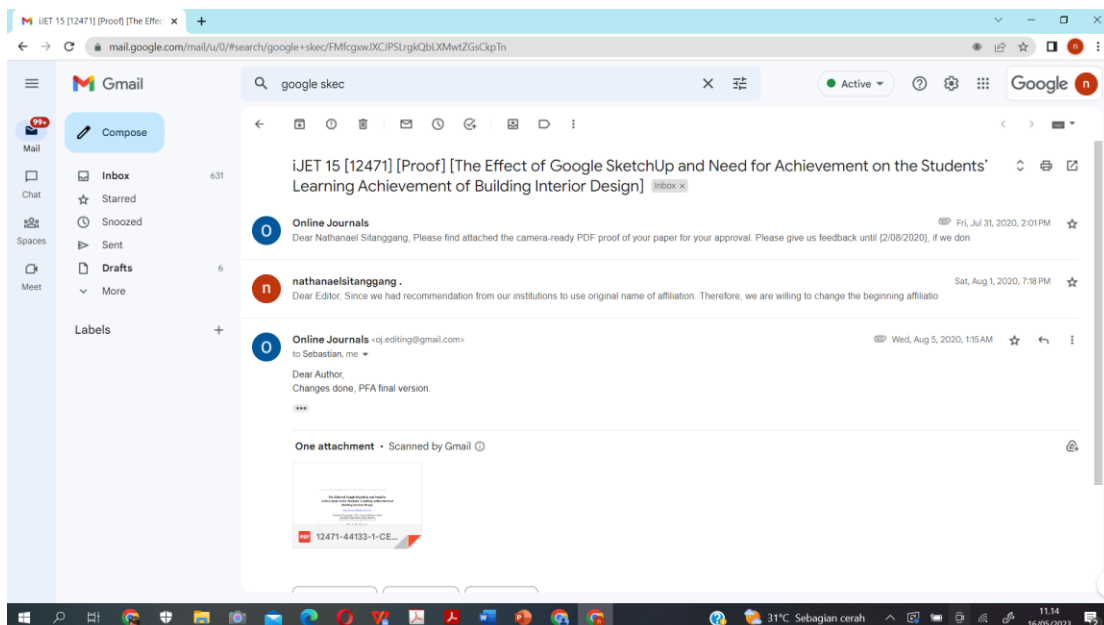 iJET 15 [12471] [Proof] [The Effec
mail.google.com/mail/u/0/#search/google+skec/FMfcgxwJXCJPSLrgkQbLXMwtZGsCkpTn
n
Gmail
google skec
Active
Google n
99+
Mail
Chat
Spaces
Meet
Compose
Inbox 631
Starred
Snoozed
Sent
Drafts 6
More
Labels
iJET 15 [12471] [Proof] [The Effect of Google SketchUp and Need for Achievement on the Students'
Learning Achievement of Building Interior Design] Inbox x
O
Online Journals Fri, Jul 31, 2020, 2:01 PM
Dear Nathanael Sitanggang, Please find attached the camera-ready PDF proof of your paper for your approval. Please give us feedback until {2/08/2020}, if we don
n
nathanaelsitanggang . Sat, Aug 1, 2020, 7:18 PM
Dear Editor, Since we had recommendation from our institutions to use original name of affiliation. Therefore, we are willing to change the beginning affiliatio
O
Online Journals <oj.editing@gmail.com> Wed, Aug 5, 2020, 1:15 AM
to Sebastian, me
Dear Author,
Changes done, PFA final version.
One attachment • Scanned by Gmail
PDF 12471-44133-1-CE...
31°C Sebagian cerah
11.14
16/05/2023